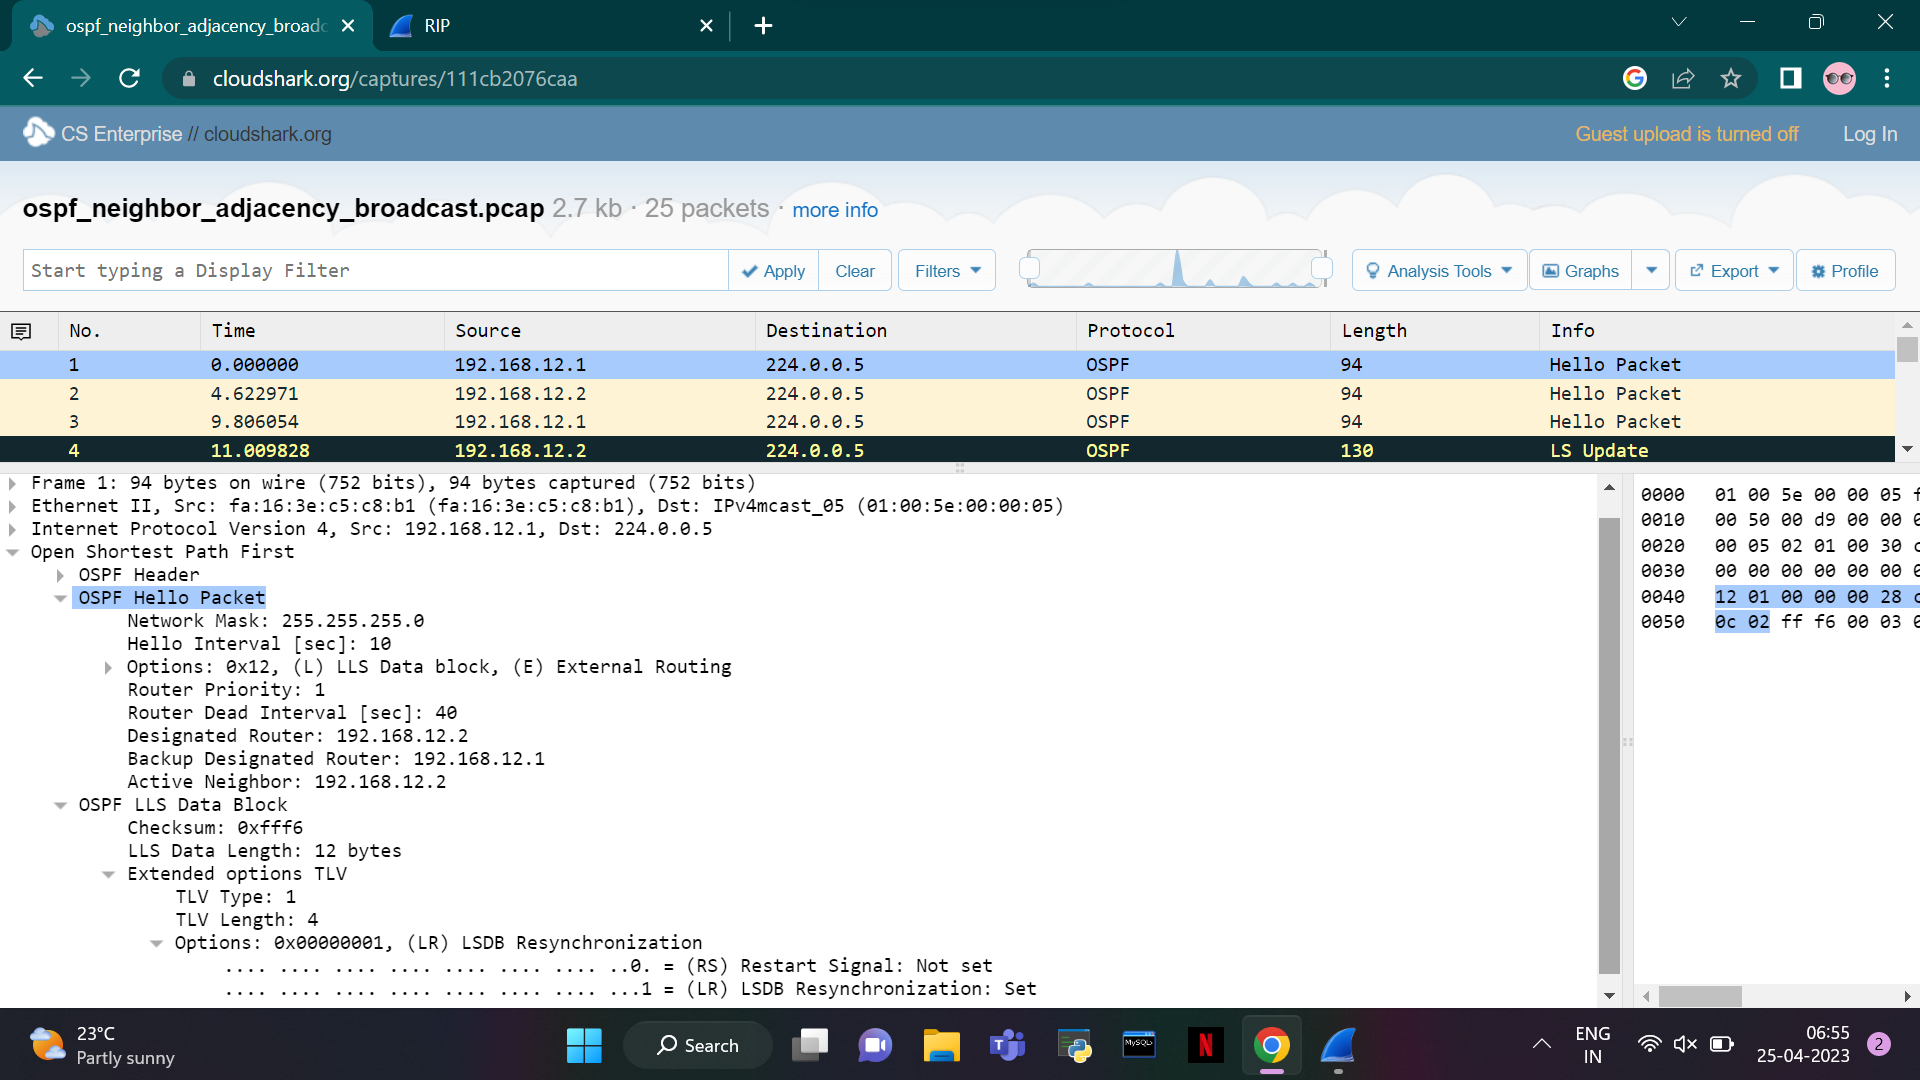 ospf_neighbor_adjacency_broadc
RIP
cloudshark.org/captures/111cb2076caa
CS Enterprise // cloudshark.org
Guest upload is turned off
Log In
ospf_neighbor_adjacency_broadcast.pcap 2.7 kb · 25 packets · more info
Start typing a Display Filter
Apply
Clear
Filters
Analysis Tools
Graphs
Export
Profile
No. Time Source Destination Protocol Length Info
1 0.000000 192.168.12.1 224.0.0.5 OSPF 94 Hello Packet
2 4.622971 192.168.12.2 224.0.0.5 OSPF 94 Hello Packet
3 9.806054 192.168.12.1 224.0.0.5 OSPF 94 Hello Packet
4 11.009828 192.168.12.2 224.0.0.5 OSPF 130 LS Update
Frame 1: 94 bytes on wire (752 bits), 94 bytes captured (752 bits)
Ethernet II, Src: fa:16:3e:c5:c8:b1 (fa:16:3e:c5:c8:b1), Dst: IPv4mcast_05 (01:00:5e:00:00:05)
Internet Protocol Version 4, Src: 192.168.12.1, Dst: 224.0.0.5
Open Shortest Path First
OSPF Header
OSPF Hello Packet
Network Mask: 255.255.255.0
Hello Interval [sec]: 10
Options: 0x12, (L) LLS Data block, (E) External Routing
Router Priority: 1
Router Dead Interval [sec]: 40
Designated Router: 192.168.12.2
Backup Designated Router: 192.168.12.1
Active Neighbor: 192.168.12.2
OSPF LLS Data Block
Checksum: 0xfff6
LLS Data Length: 12 bytes
Extended options TLV
TLV Type: 1
TLV Length: 4
Options: 0x00000001, (LR) LSDB Resynchronization
.... .... .... .... .... .... .... ..0. = (RS) Restart Signal: Not set
.... .... .... .... .... .... .... ...1 = (LR) LSDB Resynchronization: Set
0000 01 00 5e 00 00 05 f
0010 00 50 00 d9 00 00
0020 00 05 02 01 00 30 c
0030 00 00 00 00 00 00
0040 12 01 00 00 00 28 c
0050 0c 02 ff f6 00 03
23°C
Partly sunny
Search
MySQL
N
ENG
IN
06:55
25-04-2023
2